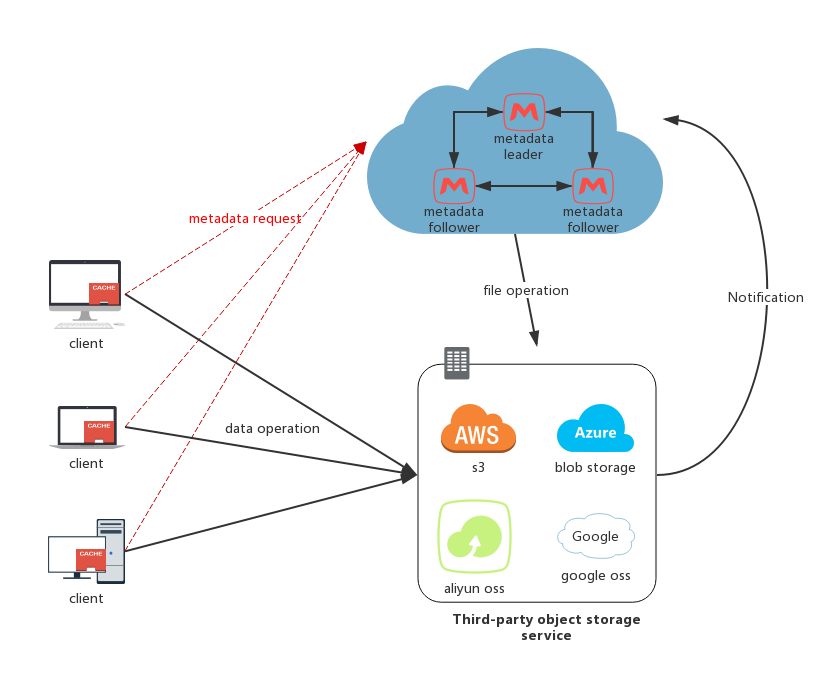 metadata
leader
metadata
follower
metadata
follower
metadata request
file operation
Notification
CACHE
client
CACHE
client
data operation
CACHE
client
AWS
s3
Azure
blob storage
aliyun oss
Google
google oss
Third-party object storage
service